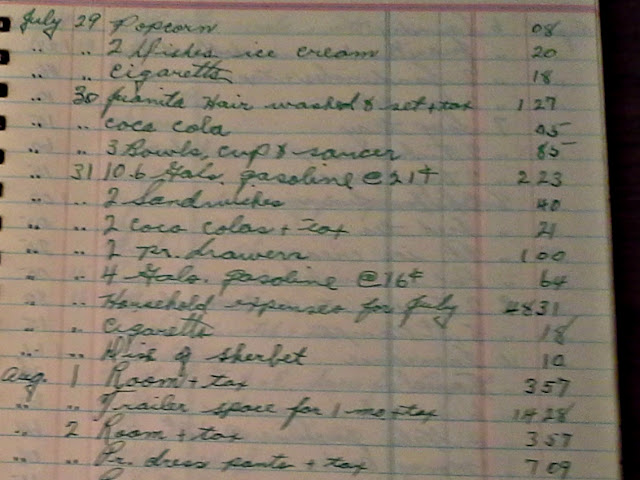 July 29 Popcorn 08
" " 2 Dishes ice cream 20
" " Cigaretts 18
" 30 Juanita Hair washed & set + tax 1 27
" " Coca cola 05
" " 3 Bowls, cup & saucer 85
" 31 10.6 Gals. gasoline @ 21¢ 2 23
" " 2 Sandwiches 40
" " 2 coca colas + tax 21
" " 2 Pr. drawers 1 00
" " 4 Gals. gasoline @ 16¢ 64
" " Household expenses for July 48 31
" " Cigaretts 18
" " Dish of sherbet 10
Aug. 1 Room + tax 3 57
" " Trailer space for 1 mo + tax 14 28
" 2 Room + tax 3 57
" " Pr. dress pants + tax 7 09